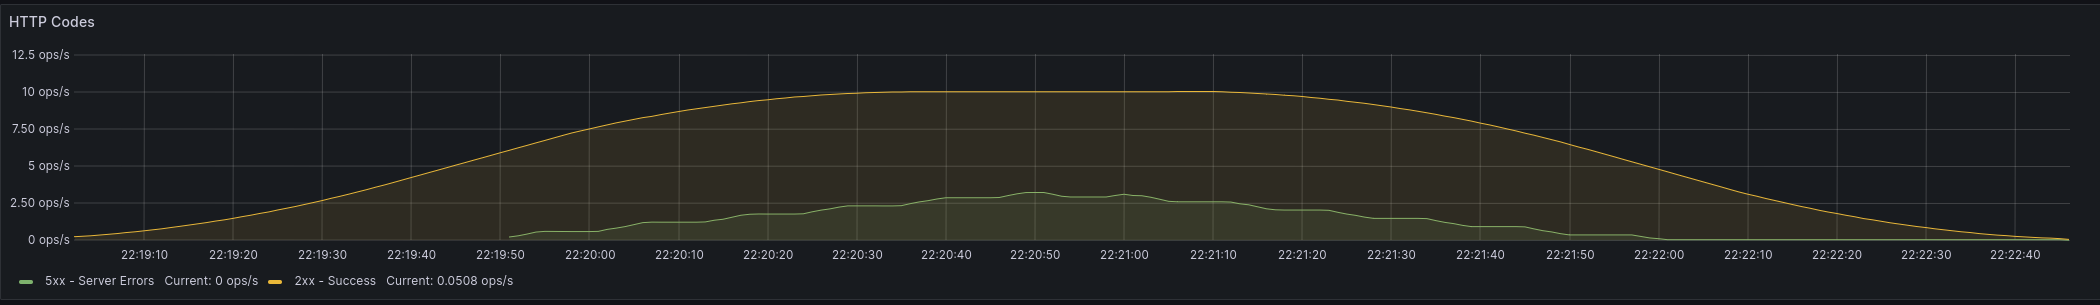 HTTP Codes
12.5 ops/s
10 ops/s
7.50 ops/s
5 ops/s
2.50 ops/s
0 ops/s
22:19:10 22:19:20 22:19:30 22:19:40 22:19:50 22:20:00 22:20:10 22:20:20 22:20:30 22:20:40 22:20:50 22:21:00 22:21:10 22:21:20 22:21:30 22:21:40 22:21:50 22:22:00 22:22:10 22:22:20 22:22:30 22:22:40
5xx - Server Errors Current: 0 ops/s 2xx - Success Current: 0.0508 ops/s